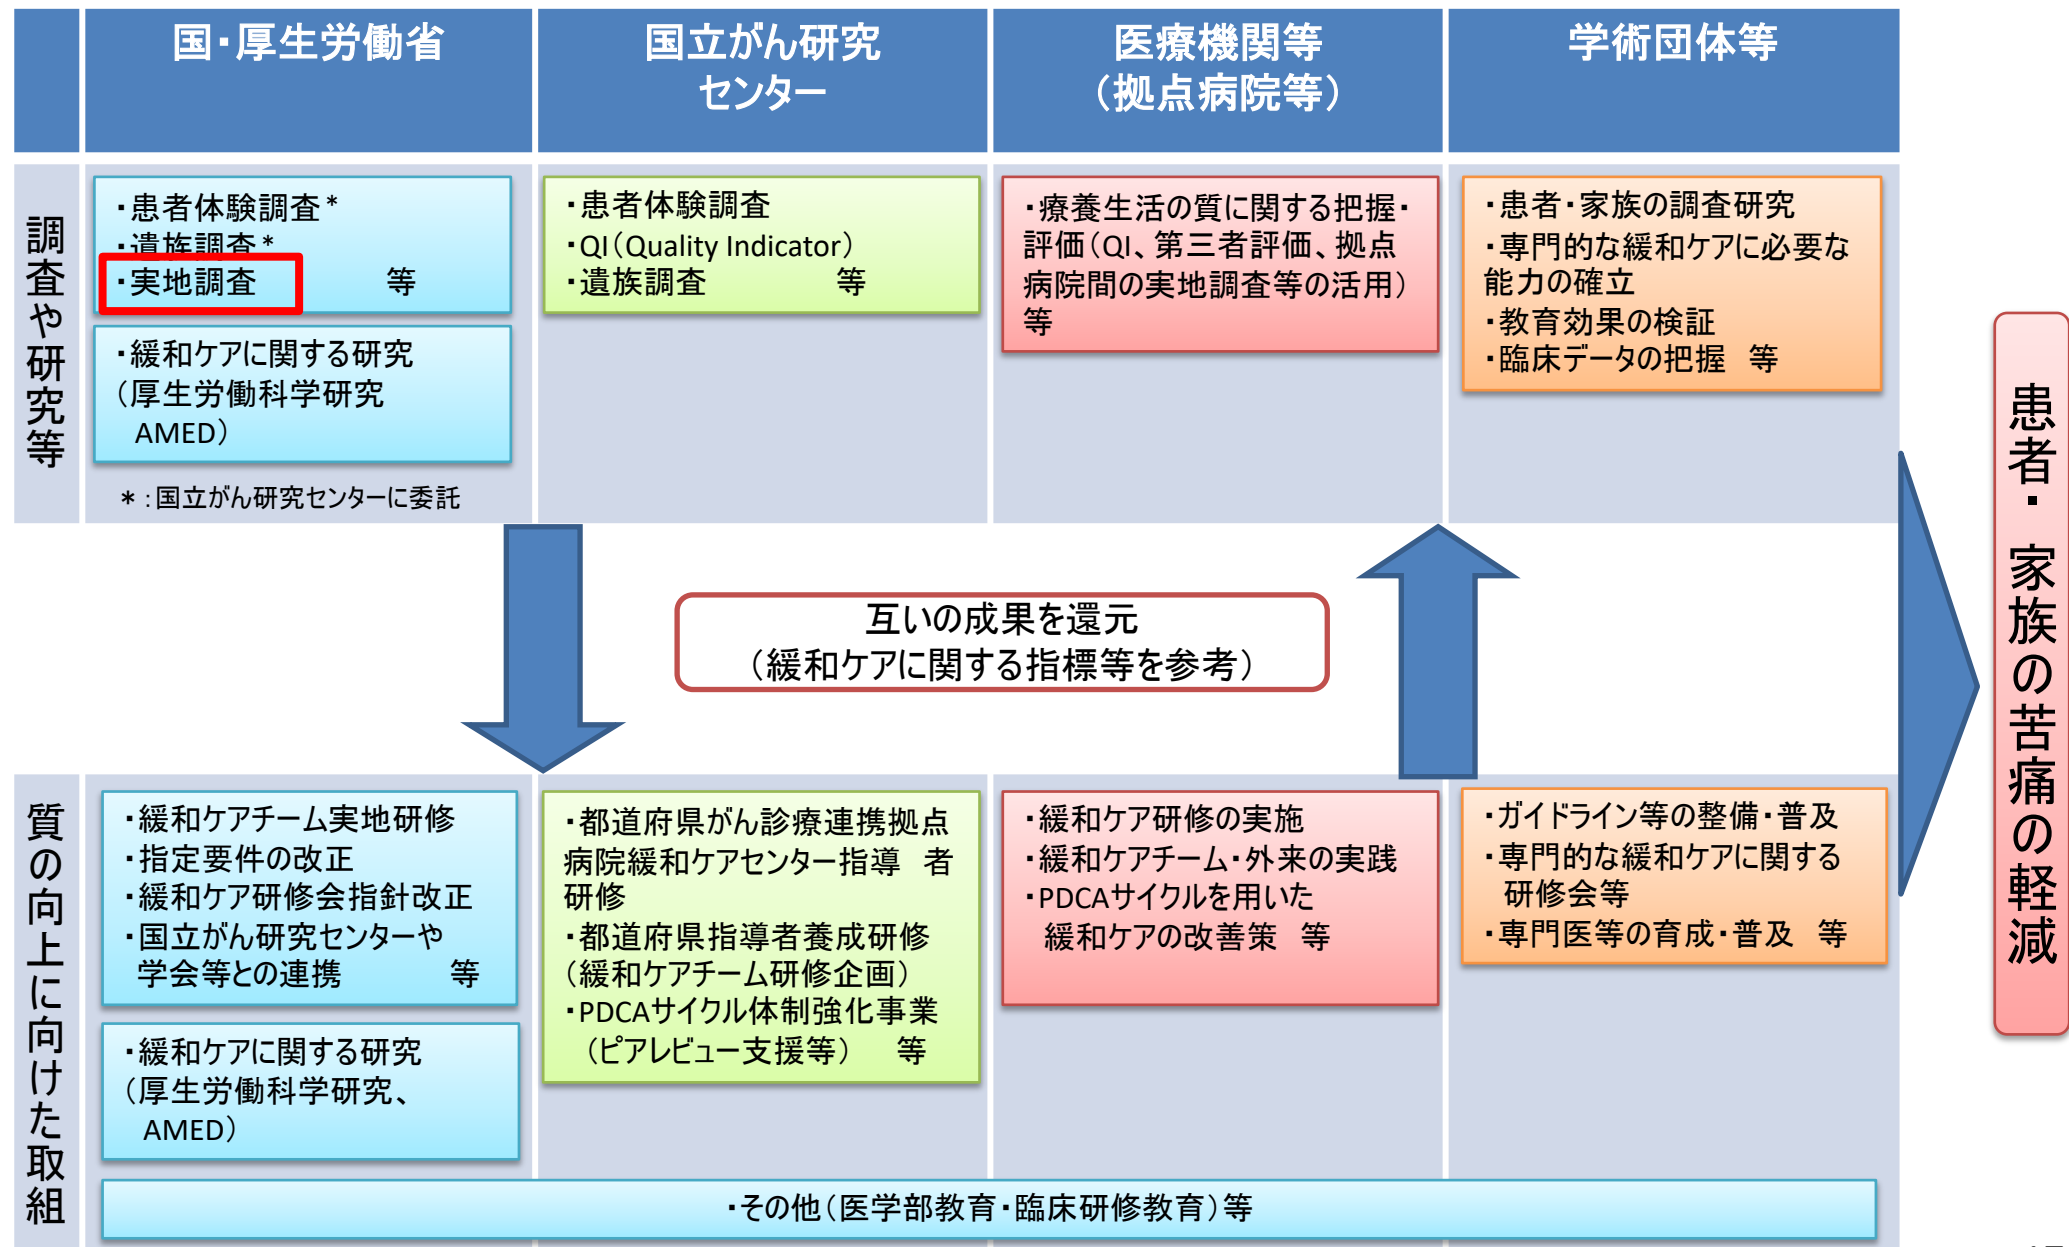 国・厚生労働省
国立がん研究
センター
医療機関等
（拠点病院等）
学術団体等
調査や研究等
・患者体験調査*
・遺族調査*
・実地調査　　　　等
・緩和ケアに関する研究
（厚生労働科学研究
AMED）
*：国立がん研究センターに委託
・患者体験調査
・QI（Quality Indicator）
・遺族調査　　　　等
・療養生活の質に関する把握・
評価（QI、第三者評価、拠点
病院間の実地調査等の活用）
等
・患者・家族の調査研究
・専門的な緩和ケアに必要な
能力の確立
・教育効果の検証
・臨床データの把握　等
互いの成果を還元
（緩和ケアに関する指標等を参考）
質の向上に向けた取組
・緩和ケアチーム実地研修
・指定要件の改正
・緩和ケア研修会指針改正
・国立がん研究センターや
学会等との連携　　　　等
・緩和ケアに関する研究
（厚生労働科学研究、
AMED）
・都道府県がん診療連携拠点
病院緩和ケアセンター指導　者
研修
・都道府県指導者養成研修
（緩和ケアチーム研修企画）
・PDCAサイクル体制強化事業
（ピアレビュー支援等）　等
・緩和ケア研修の実施
・緩和ケアチーム・外来の実践
・PDCAサイクルを用いた
緩和ケアの改善策　等
・ガイドライン等の整備・普及
・専門的な緩和ケアに関する
研修会等
・専門医等の育成・普及　等
・その他（医学部教育・臨床研修教育）等
患者・家族の苦痛の軽減